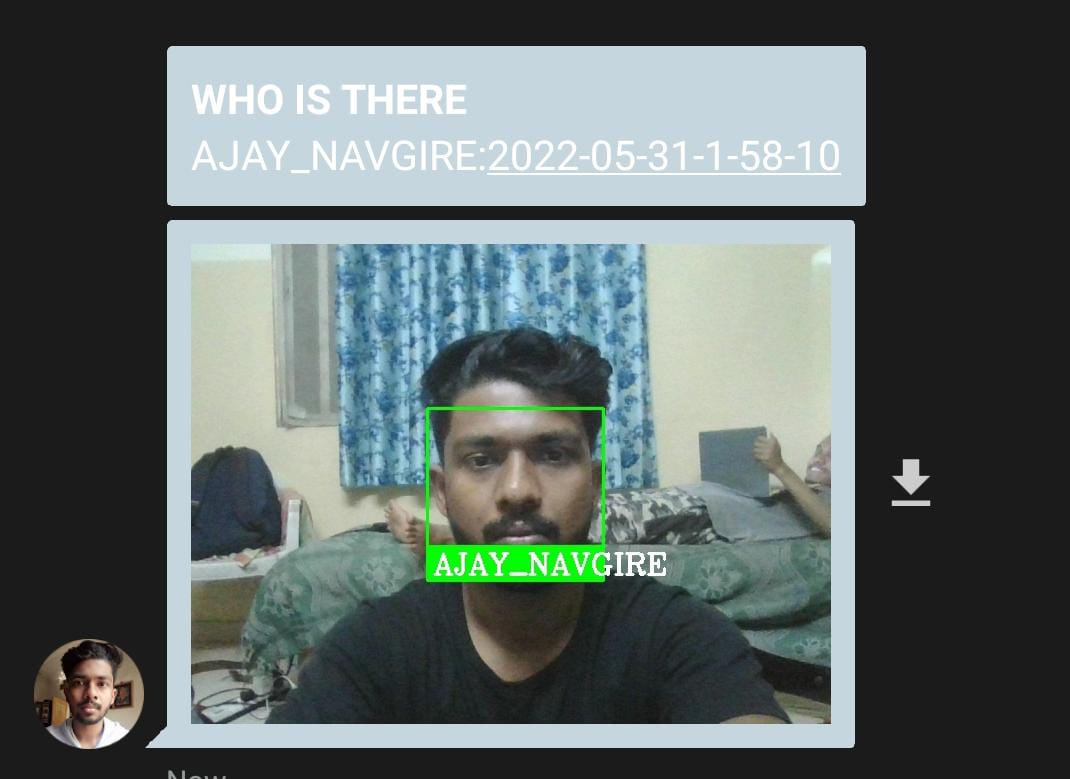 WHO IS THERE
AJAY_NAVGIRE:2022-05-31-1-58-10
AJAY_NAVGIRE